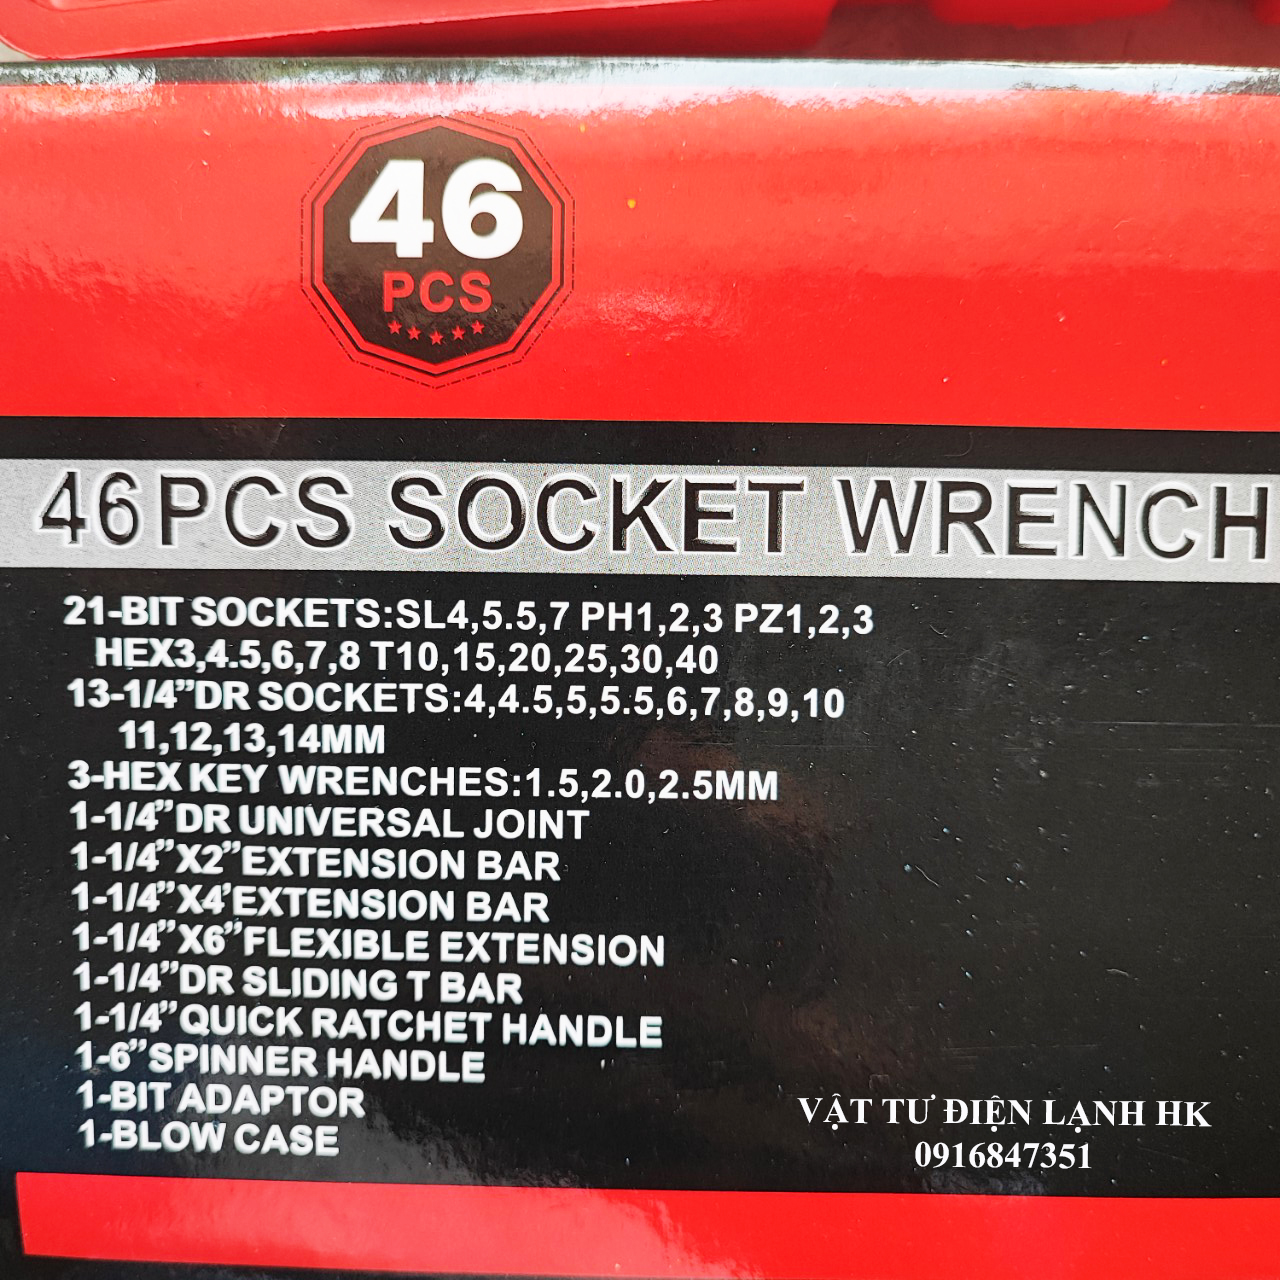 46
PCS
46PCS SOCKET WRENCH
21-BIT SOCKETS:SL4,5.5,7 PH1,2,3 PZ1,2,3
HEX3,4.5,6,7,8 T10,15,20,25,30,40
13-1/4”DR SOCKETS:4,4.5,5,5.5,6,7,8,9,10
11,12,13,14MM
3-HEX KEY WRENCHES:1.5,2.0,2.5MM
1-1/4”DR UNIVERSAL JOINT
1-1/4”X2”EXTENSION BAR
1-1/4”X4’EXTENSION BAR
1-1/4”X6”FLEXIBLE EXTENSION
1-1/4”DR SLIDING T BAR
1-1/4”QUICK RATCHET HANDLE
1-6”SPINNER HANDLE
1-BIT ADAPTOR
1-BLOW CASE
VẬT TƯ ĐIỆN LẠNH HK
0916847351